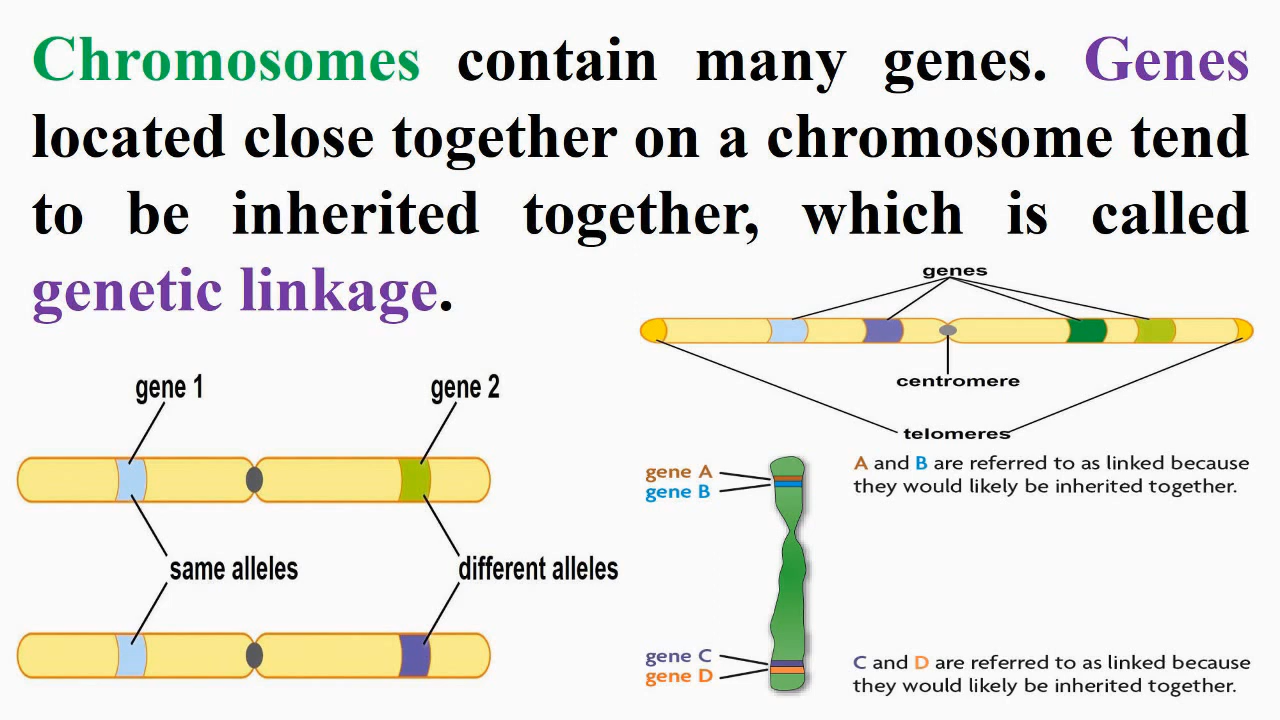 Chromosomes contain many genes. Genes
located close together on a chromosome tend
to be inherited together, which is called
genetic linkage.
genes
centromere
telomeres
gene 1
gene 2
same alleles
different alleles
gene A
gene B
A and B are referred to as linked because
they would likely be inherited together.
gene C
gene D
C and D are referred to as linked because
they would likely be inherited together.